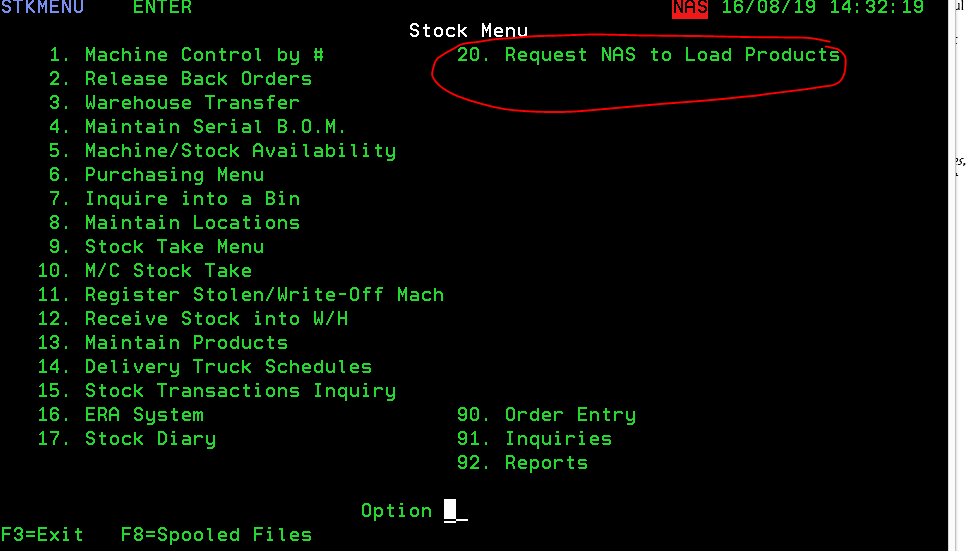 STKMENU ENTER NAS 16/08/19 14:32:19
Stock Menu
1. Machine Control by # 20. Request NAS to Load Products
2. Release Back Orders
3. Warehouse Transfer
4. Maintain Serial B.O.M.
5. Machine/Stock Availability
6. Purchasing Menu
7. Inquire into a Bin
8. Maintain Locations
9. Stock Take Menu
10. M/C Stock Take
11. Register Stolen/Write-Off Mach
12. Receive Stock into W/H
13. Maintain Products
14. Delivery Truck Schedules
15. Stock Transactions Inquiry
16. ERA System 90. Order Entry
17. Stock Diary 91. Inquiries
92. Reports
Option
F3=Exit F8=Spooled Files